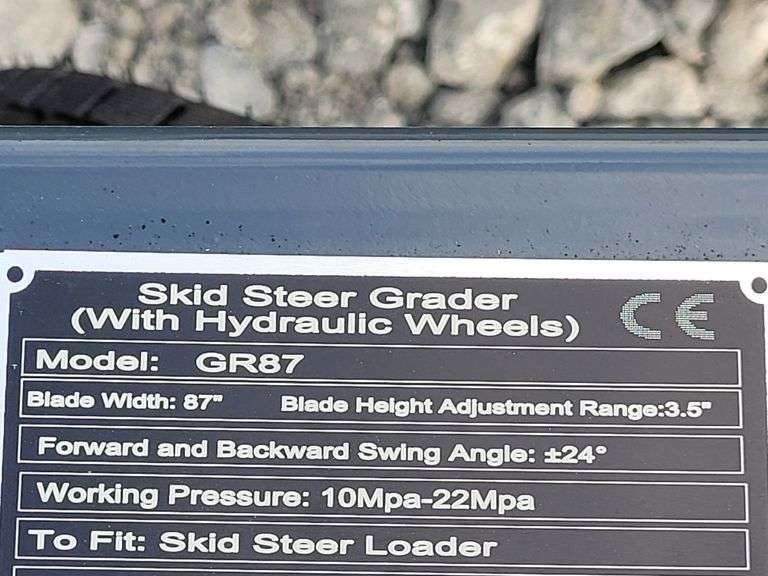 Skid Steer Grader
(With Hydraulic Wheels)
CE
Model: GR87
Blade Width: 87" Blade Height Adjustment Range:3.5"
Forward and Backward Swing Angle: ±24°
Working Pressure: 10Mpa-22Mpa
To Fit: Skid Steer Loader